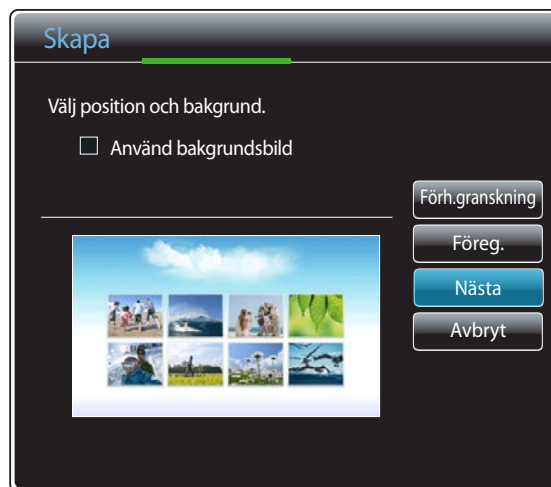 Skapa
Välj position och bakgrund.
Använd bakgrundsbild
Förh.granskning
Föreg.
Nästa
Avbryt